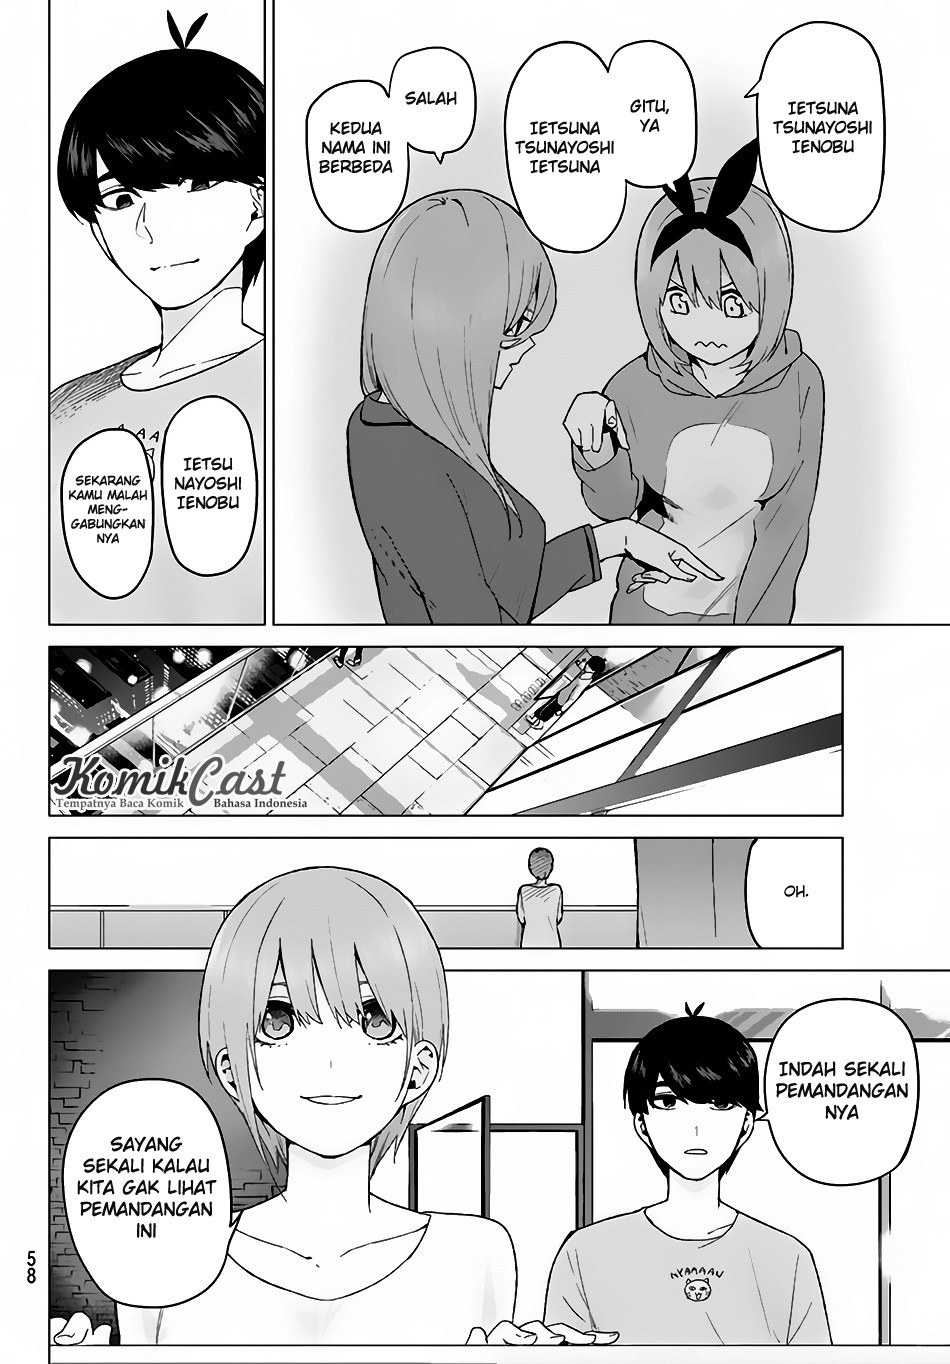 IETSUNA
TSUNAYOSHI
IENOBU
GITU,
YA
IETSUNA
TSUNAYOSHI
IETSUNA
SALAH
KEDUA
NAMA INI
BERBEDA
IETSU
NAYOSHI
IENOBU
SEKARANG
KAMU MALAH
MENG-
GABUNGKAN
NYA
KomikCast
Tempatnya Baca Komik Bahasa Indonesia
OH.
INDAH SEKALI
PEMANDANGAN
NYA
SAYANG
SEKALI KALAU
KITA GAK LIHAT
PEMANDANGAN
INI
NYAAAAU
58